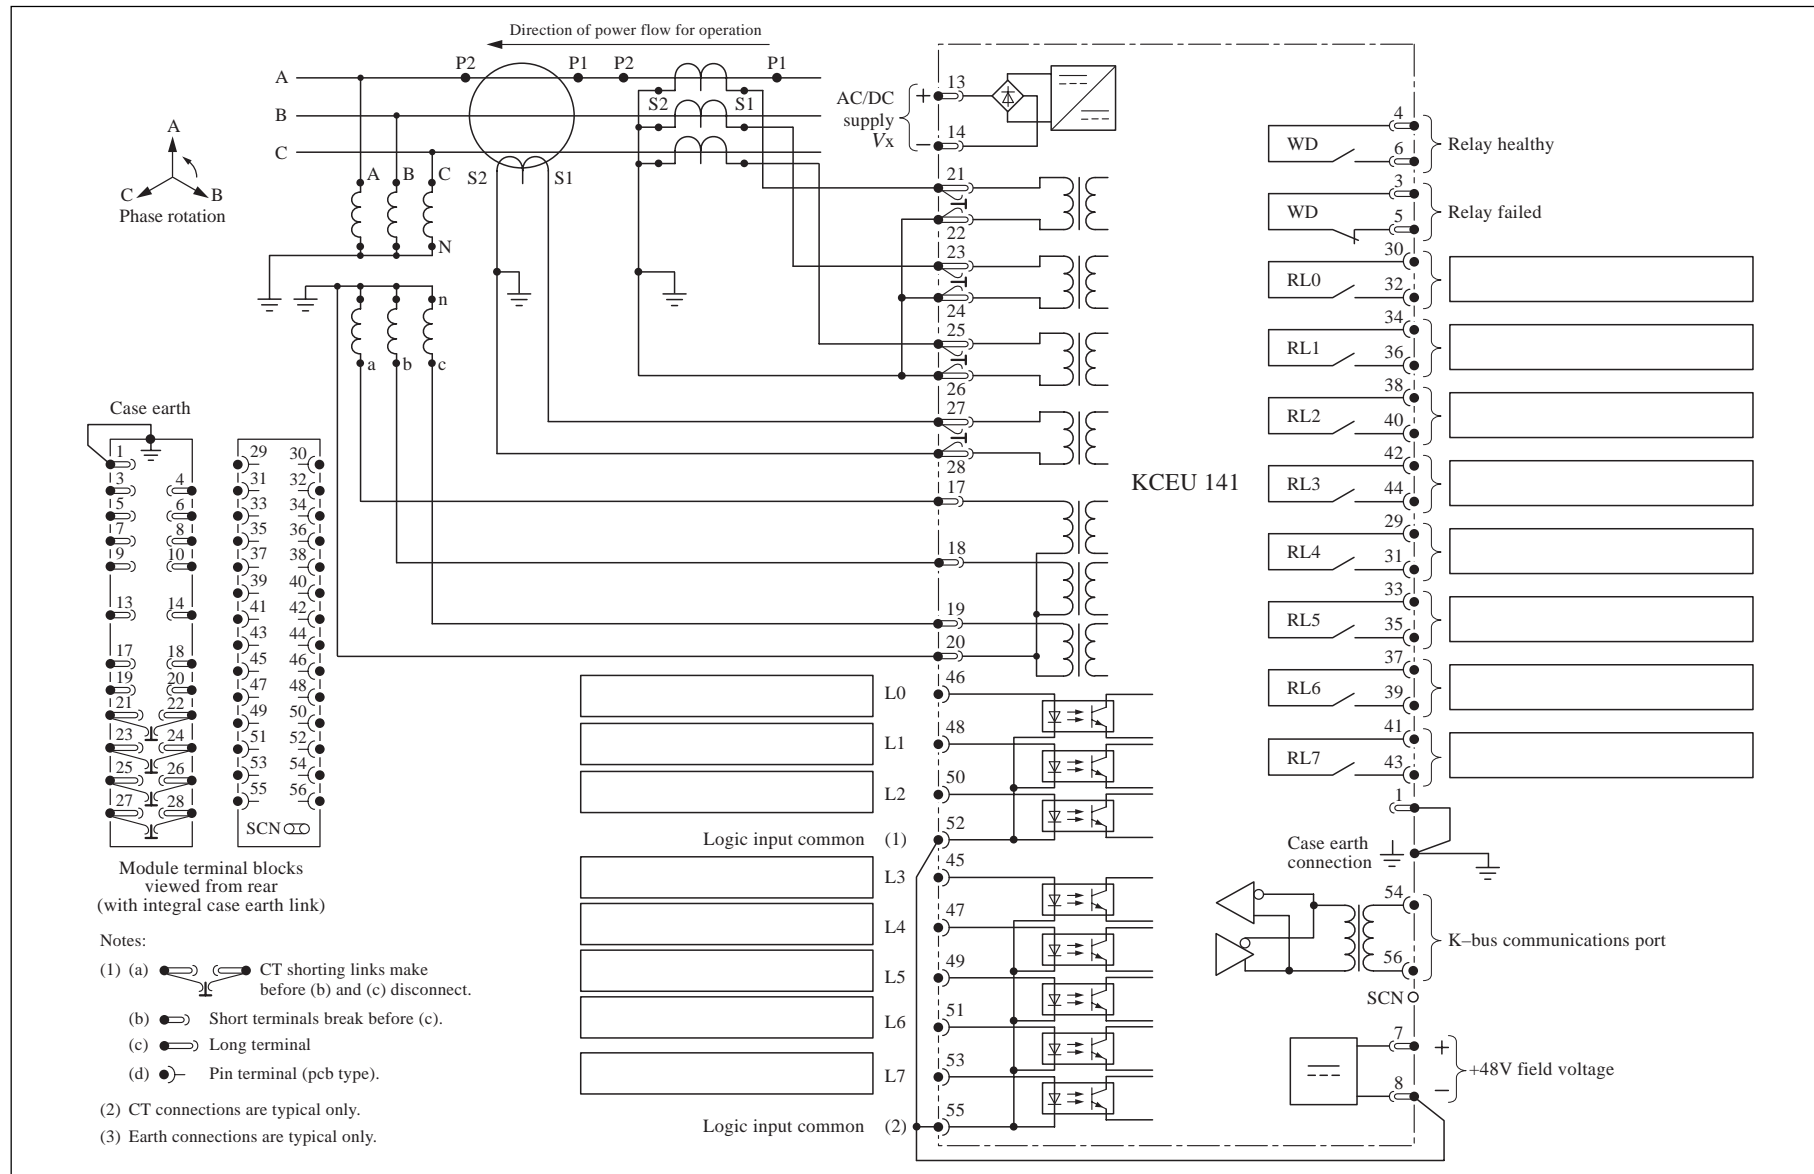 Direction of power flow for operation
P2 P1 P2 P1
A
B
C
S2 S1
S2 S1
A B C
N
n
a b c
A
C B
Phase rotation
AC/DC
supply
Vx
+ 13
− 14
21
22
23
24
25
26
27
28
17
18
19
20
KCEU 141
L0 46
L1 48
L2 50
Logic input common (1) 52
L3 45
L4 47
L5 49
L6 51
L7 53
Logic input common (2) 55
WD 4 6 Relay healthy
WD 3 5 Relay failed
RL0 30 32
RL1 34 36
RL2 38 40
RL3 42 44
RL4 29 31
RL5 33 35
RL6 37 39
RL7 41 43
1
Case earth
connection
54
56
K–bus communications port
SCN
7 +
8 −
+48V field voltage
Case earth
1
3 4
5 6
7 8
9 10
13 14
17 18
19 20
21 22
23 24
25 26
27 28
29 30
31 32
33 34
35 36
37 38
39 40
41 42
43 44
45 46
47 48
49 50
51 52
53 54
55 56
SCN
Module terminal blocks
viewed from rear
(with integral case earth link)
Notes:
(1) (a) CT shorting links make
before (b) and (c) disconnect.
(b) Short terminals break before (c).
(c) Long terminal
(d) Pin terminal (pcb type).
(2) CT connections are typical only.
(3) Earth connections are typical only.